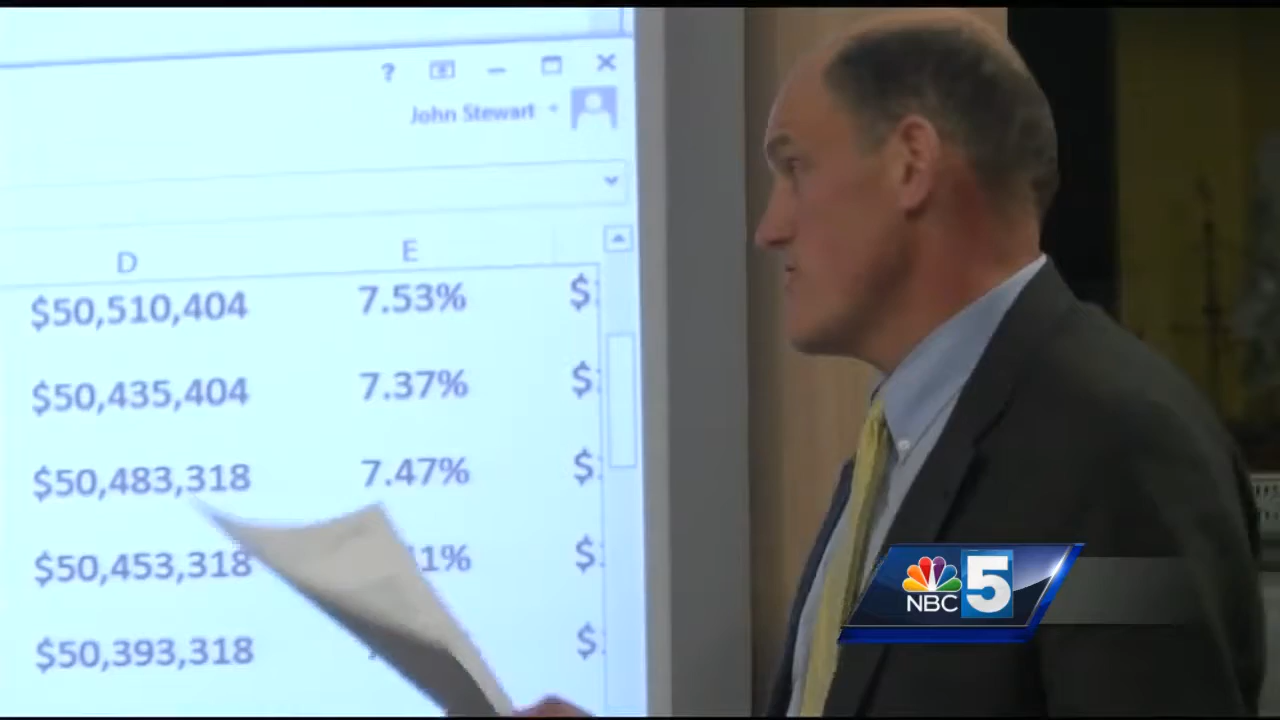 ? – ×
John Stewart
D E
$50,510,404 7.53% $
$50,435,404 7.37% $
$50,483,318 7.47% $
$50,453,318 1% $
$50,393,318 $
NBC 5